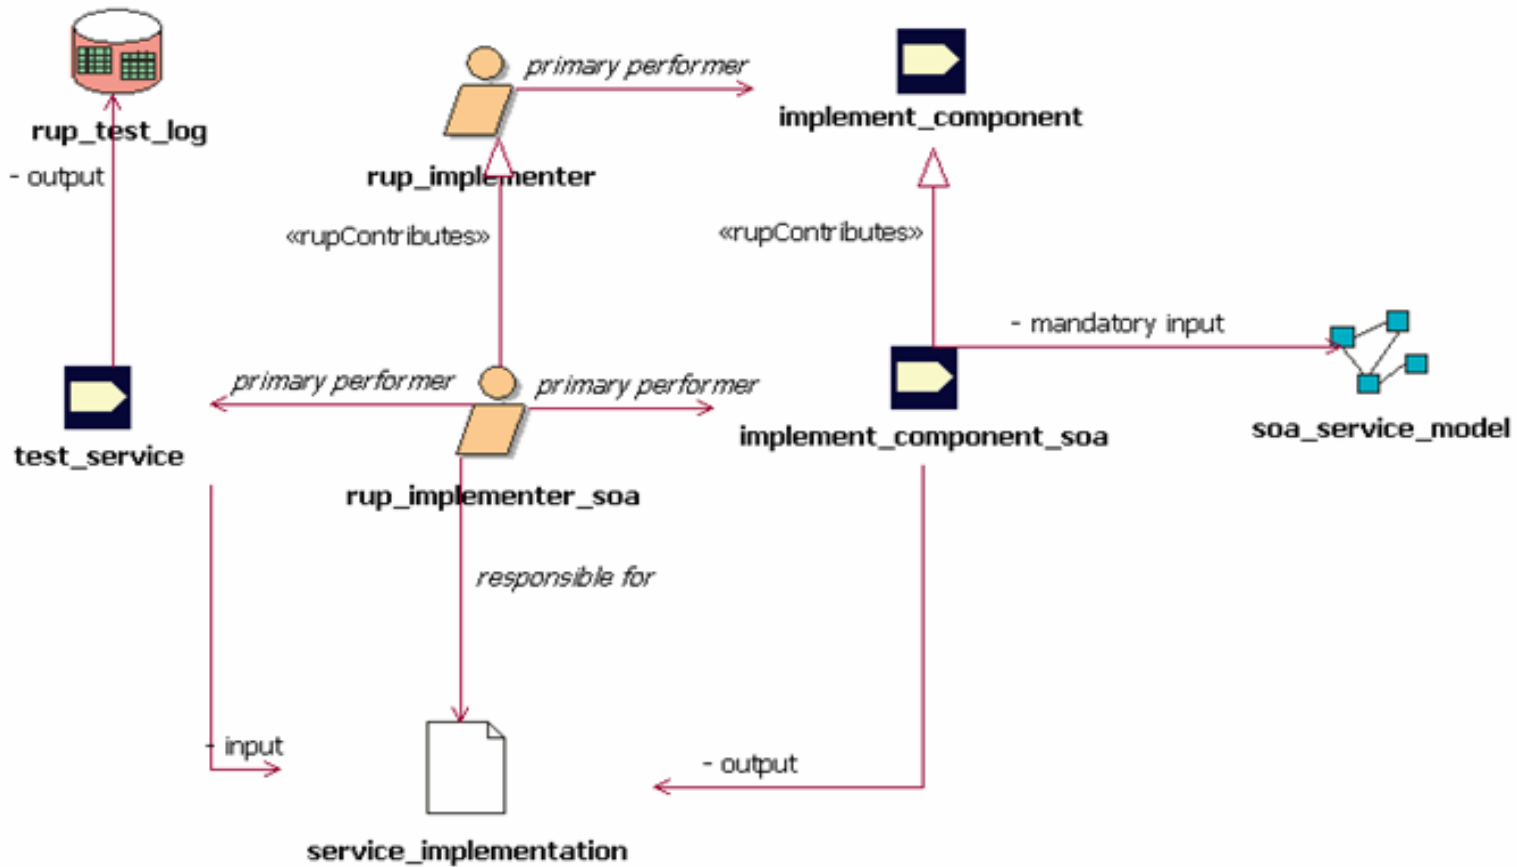 primary performer
implement_component
rup_test_log
- output
rup_implementer
«rupContributes»
«rupContributes»
- mandatory input
primary performer
primary performer
test_service
implement_component_soa
soa_service_model
rup_implementer_soa
responsible for
- input
- output
service_implementation